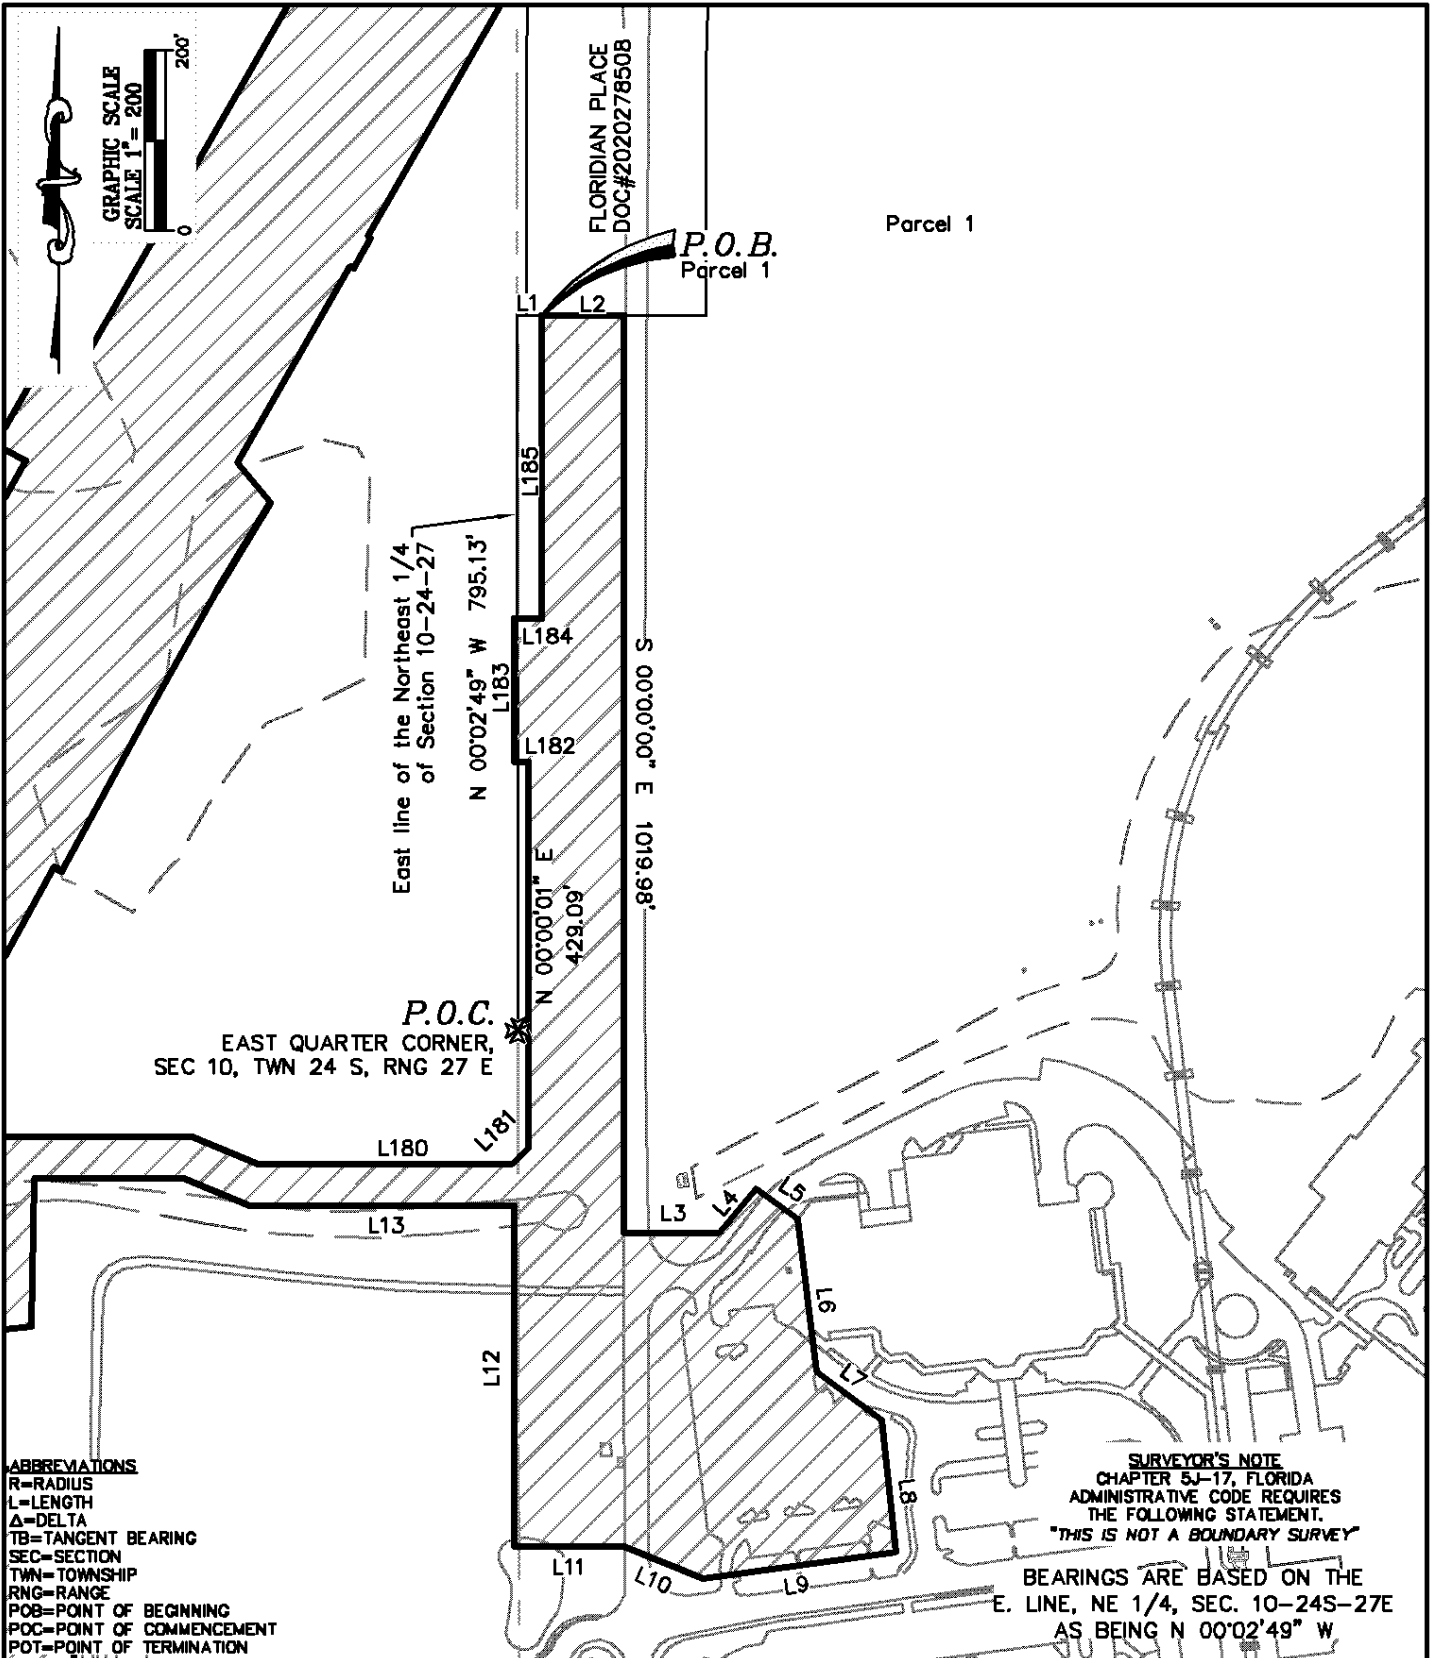 GRAPHIC SCALE
SCALE 1"= 200
0
200'
FLORIDIAN PLACE
DOC#20202278508
Parcel 1
P.O.B.
Parcel 1
L1
L2
L185
East line of the Northeast 1/4
of Section 10-24-27
N 00°02'49" W 795.13'
L184
L183
L182
S 00°00'00" E 1019.98'
N 00°00'01" E
429.09'
P.O.C.
EAST QUARTER CORNER,
SEC 10, TWN 24 S, RNG 27 E
L181
L180
L13
L3
L4
L5
L6
L7
L8
L9
L10
L11
L12
ABBREVIATIONS
R=RADIUS
L=LENGTH
Δ=DELTA
TB=TANGENT BEARING
SEC=SECTION
TWN=TOWNSHIP
RNG=RANGE
POB=POINT OF BEGINNING
POC=POINT OF COMMENCEMENT
POT=POINT OF TERMINATION
SURVEYOR'S NOTE
CHAPTER 5J-17, FLORIDA
ADMINISTRATIVE CODE REQUIRES
THE FOLLOWING STATEMENT.
"THIS IS NOT A BOUNDARY SURVEY"
BEARINGS ARE BASED ON THE
E. LINE, NE 1/4, SEC. 10-24S-27E
AS BEING N 00°02'49" W